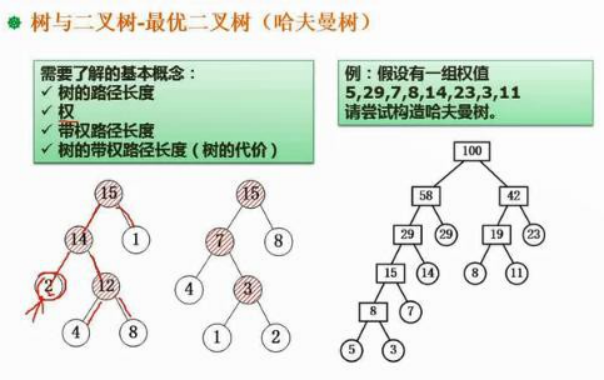 树与二叉树-最优二叉树（哈夫曼树）
需要了解的基本概念：
✓ 树的路径长度
✓ 权
✓ 带权路径长度
✓ 树的带权路径长度（树的代价）
例：假设有一组权值
5,29,7,8,14,23,3,11
请尝试构造哈夫曼树。
15
14 1
2 12
4 8
15
7 8
4 3
1 2
100
58 42
29 29 19 23
15 14 8 11
8 7
5 3